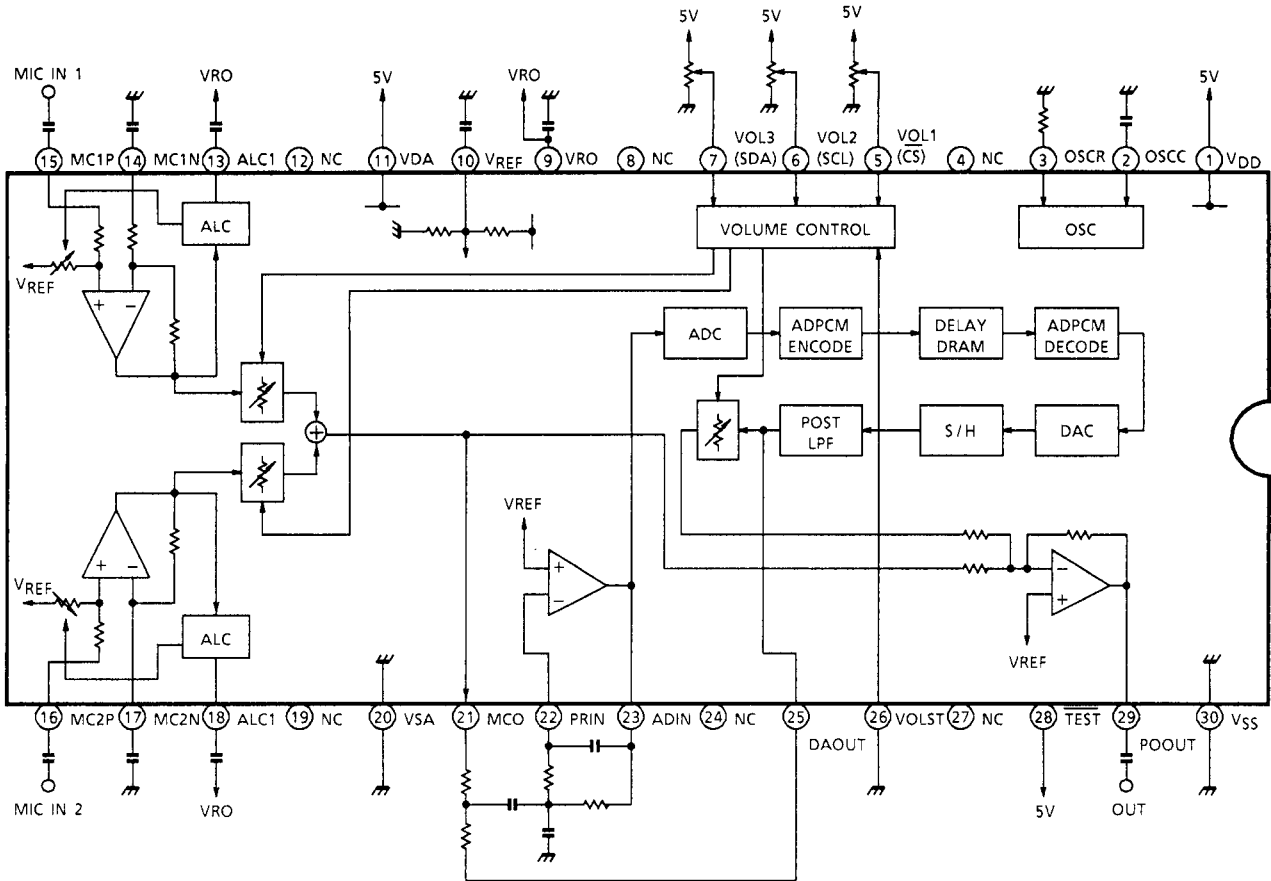 5V 5V 5V
MIC IN 1 VRO 5V VRO 5V
15 MC1P 14 MC1N 13 ALC1 12 NC 11 VDA 10 VREF 9 VRO 8 NC 7 VOL3 (SDA) 6 VOL2 (SCL) 5 VOL1 (CS) 4 NC 3 OSCR 2 OSCC 1 VDD
ALC VOLUME CONTROL OSC
VREF
+ −
ADC ADPCM ENCODE DELAY DRAM ADPCM DECODE
POST LPF S/H DAC
+
VREF
+ −
+
−
−
+
VREF
ALC
VREF
16 MC2P 17 MC2N 18 ALC1 19 NC 20 VSA 21 MCO 22 PRIN 23 ADIN 24 NC 25 DAOUT 26 VOLST 27 NC 28 TEST 29 POOUT 30 VSS
MIC IN 2 VRO 5V OUT